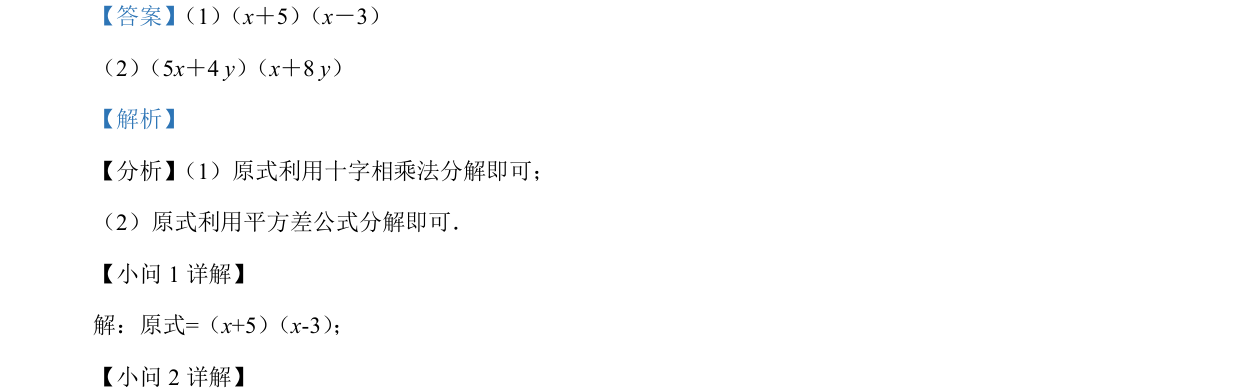 【答案】（1）（x＋5）（x－3）
（2）（5x＋4y）（x＋8y）
【解析】
【分析】（1）原式利用十字相乘法分解即可；
（2）原式利用平方差公式分解即可．
【小问 1 详解】
解：原式=（x+5）（x-3）；
【小问 2 详解】